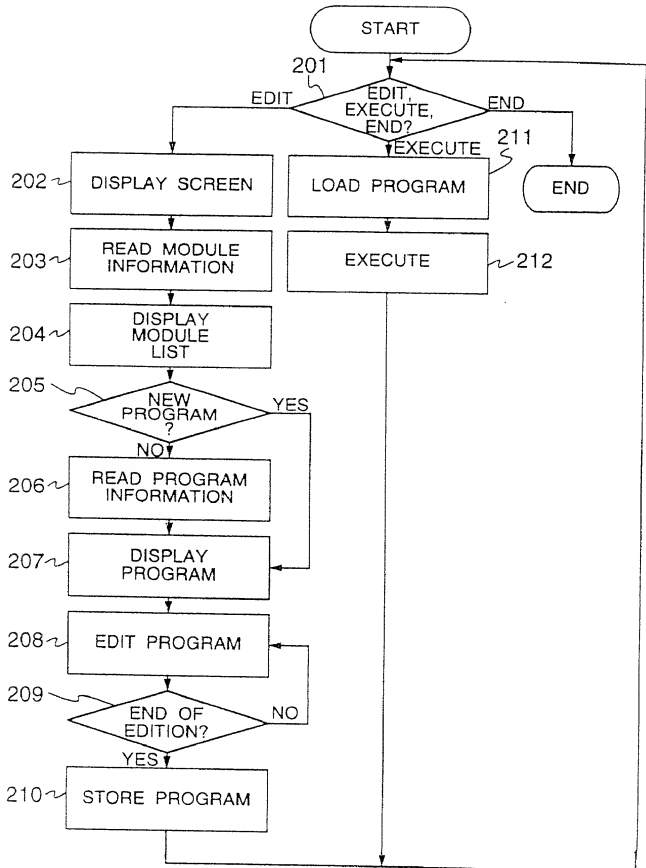 START
201
EDIT
EDIT,
EXECUTE,
END?
END
EXECUTE
211
202
DISPLAY SCREEN
LOAD PROGRAM
END
203
READ MODULE
INFORMATION
EXECUTE
212
204
DISPLAY
MODULE
LIST
205
NEW
PROGRAM
?
YES
NO
206
READ PROGRAM
INFORMATION
207
DISPLAY
PROGRAM
208
EDIT PROGRAM
209
END OF
EDITION?
NO
YES
210
STORE PROGRAM